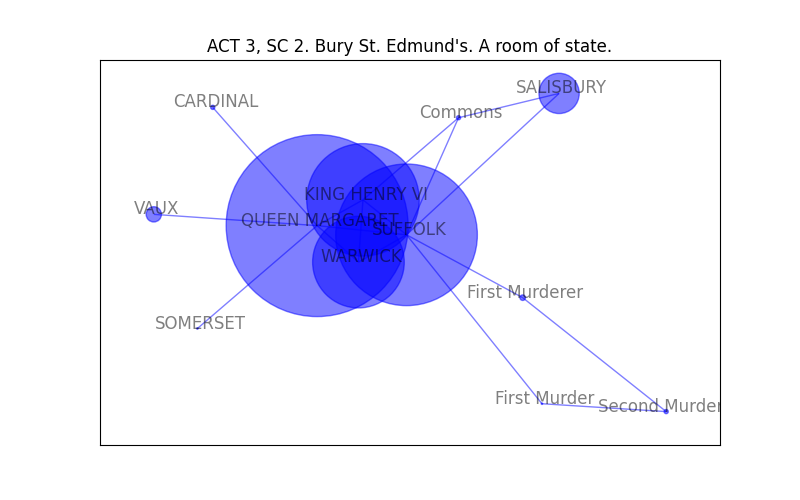 ACT 3, SC 2. Bury St. Edmund's. A room of state.
SALISBURY
CARDINAL
Commons
KING HENRY VI
VAUX
QUEEN MARGARET
SUFFOLK
WARWICK
First Murderer
SOMERSET
First Murder
Second Murder